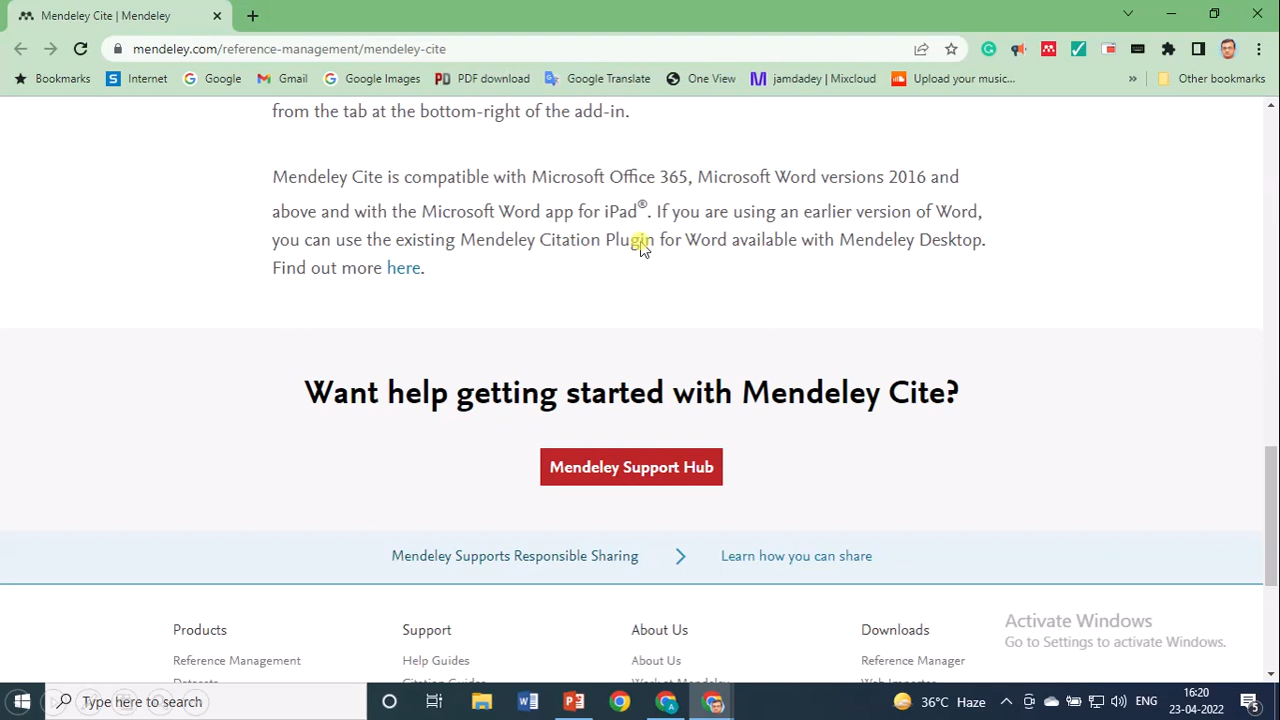 Mendeley Cite | Mendeley
mendeley.com/reference-management/mendeley-cite
Bookmarks
Internet
Google
Gmail
Google Images
PDF download
Google Translate
One View
jamdaday | Mixcloud
Upload your music...
»
Other bookmarks
from the tab at the bottom-right of the add-in.
Mendeley Cite is compatible with Microsoft Office 365, Microsoft Word versions 2016 and
above and with the Microsoft Word app for iPad®. If you are using an earlier version of Word,
you can use the existing Mendeley Citation Plugin for Word available with Mendeley Desktop.
Find out more here.
Want help getting started with Mendeley Cite?
Mendeley Support Hub
Mendeley Supports Responsible Sharing
Learn how you can share
Products
Support
About Us
Downloads
Reference Management
Help Guides
About Us
Reference Manager
Activate Windows
Go to Settings to activate Windows.
Type here to search
36°C Haze
ENG
16:20
23-04-2022
5